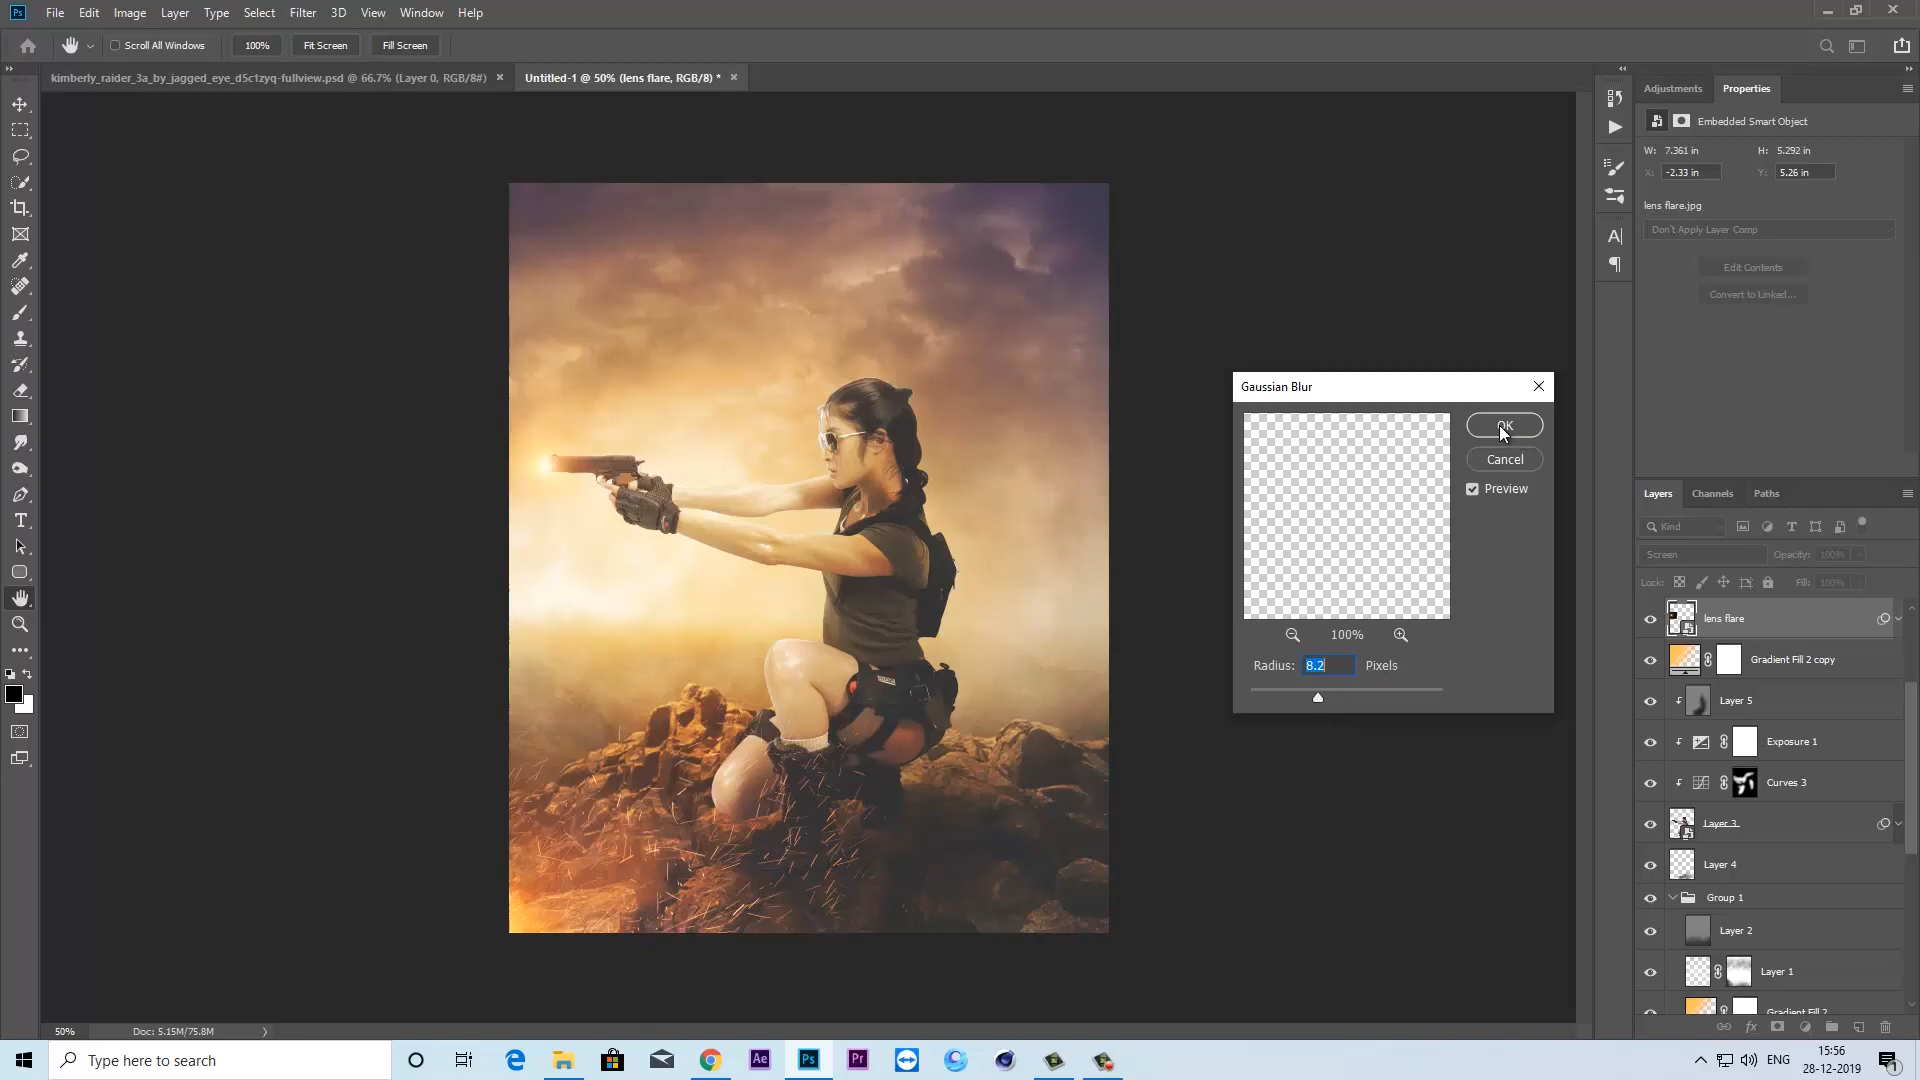 Ps File Edit Image Layer Type Select Filter 3D View Window Help
Scroll All Windows 100% Fit Screen Fill Screen
kimberly_raider_3a_by_jagged_eye_d5c1zyq-fullview.psd @ 66.7% (Layer 0, RGB/8#) × Untitled-1 @ 50% (lens flare, RGB/8) * ×
Adjustments Properties
Embedded Smart Object
W: 7.361 in H: 5.292 in
X: -2.33 in Y: 5.26 in
lens flare.jpg
Don't Apply Layer Comp
Edit Contents
Convert to Linked...
Gaussian Blur
OK
Cancel
Preview
100%
Radius: 8.2 Pixels
Layers Channels Paths
Kind
Screen Opacity: 100%
Lock: Fill: 100%
lens flare
Gradient Fill 2 copy
Layer 5
Exposure 1
Curves 3
Layer 3
Layer 4
Group 1
Layer 2
Layer 1
Gradient Fill 2
50% Doc: 5.15M/75.8M
Type here to search
Ae Ps Pr
ENG
15:56
28-12-2019
1